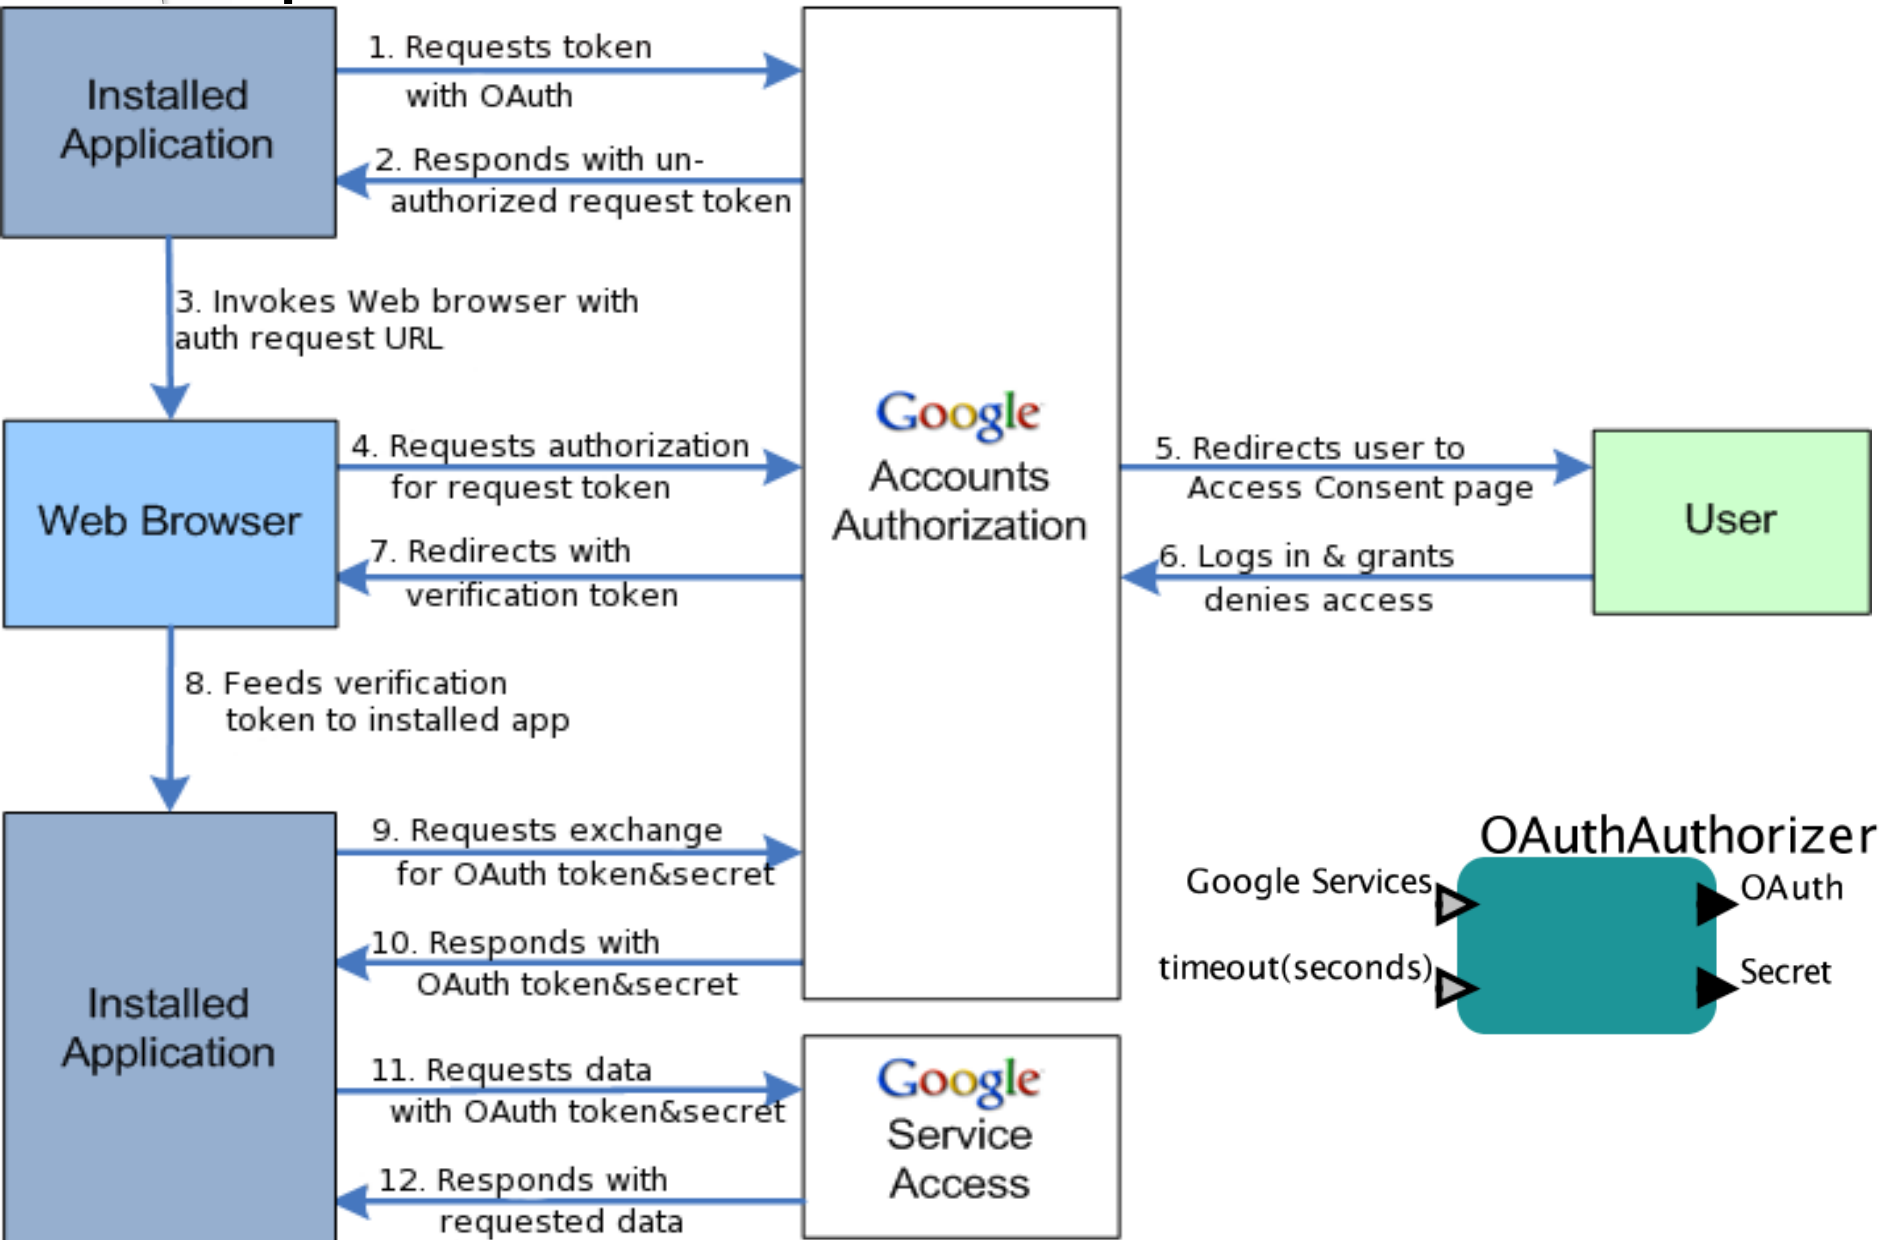 Installed
Application
1. Requests token
with OAuth
2. Responds with un-
authorized request token
3. Invokes Web browser with
auth request URL
Web Browser
4. Requests authorization
for request token
7. Redirects with
verification token
Google
Accounts
Authorization
5. Redirects user to
Access Consent page
6. Logs in & grants
denies access
User
8. Feeds verification
token to installed app
Installed
Application
9. Requests exchange
for OAuth token&secret
10. Responds with
OAuth token&secret
11. Requests data
with OAuth token&secret
12. Responds with
requested data
Google
Service
Access
OAuthAuthorizer
Google Services
OAuth
timeout(seconds)
Secret